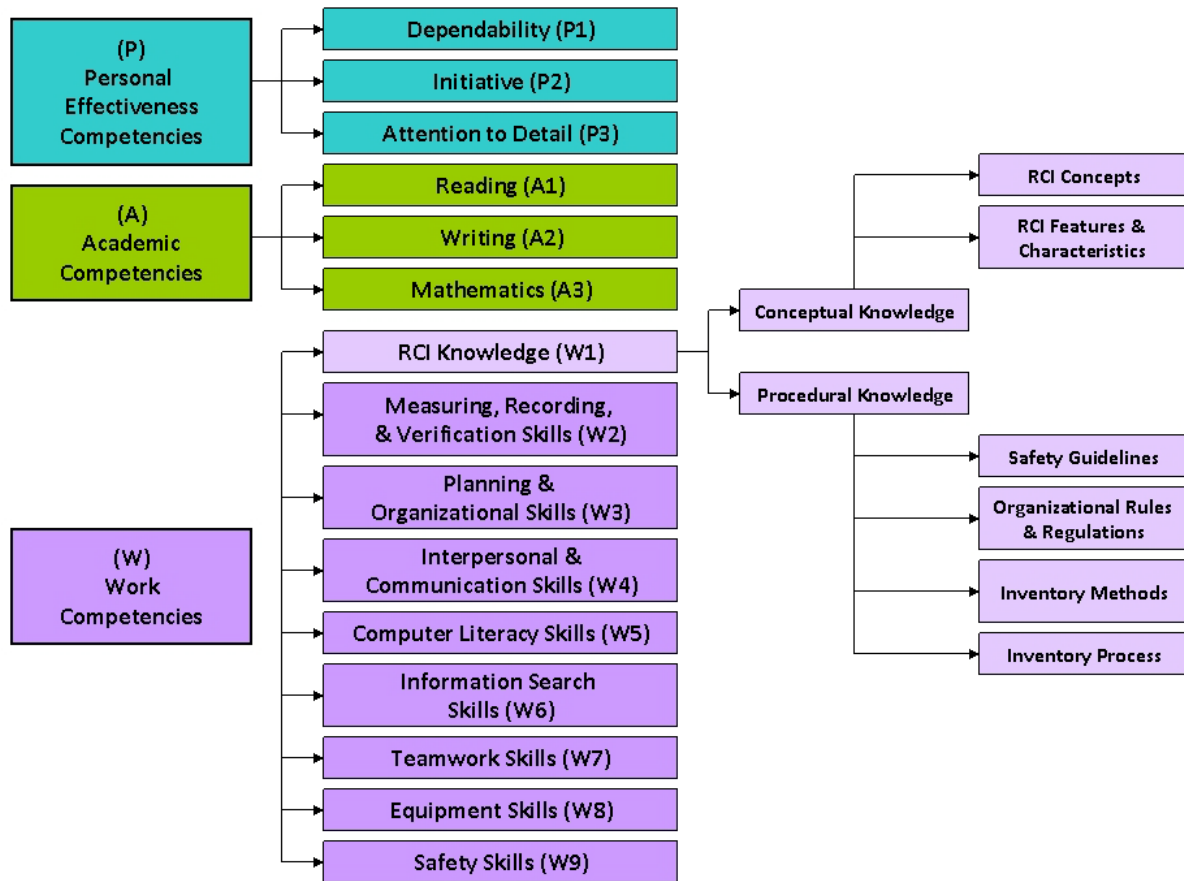 (P)
Personal
Effectiveness
Competencies
Dependability (P1)
Initiative (P2)
Attention to Detail (P3)
(A)
Academic
Competencies
Reading (A1)
Writing (A2)
Mathematics (A3)
(W)
Work
Competencies
RCI Knowledge (W1)
Measuring, Recording,
& Verification Skills (W2)
Planning &
Organizational Skills (W3)
Interpersonal &
Communication Skills (W4)
Computer Literacy Skills (W5)
Information Search
Skills (W6)
Teamwork Skills (W7)
Equipment Skills (W8)
Safety Skills (W9)
Conceptual Knowledge
RCI Concepts
RCI Features &
Characteristics
Procedural Knowledge
Safety Guidelines
Organizational Rules
& Regulations
Inventory Methods
Inventory Process